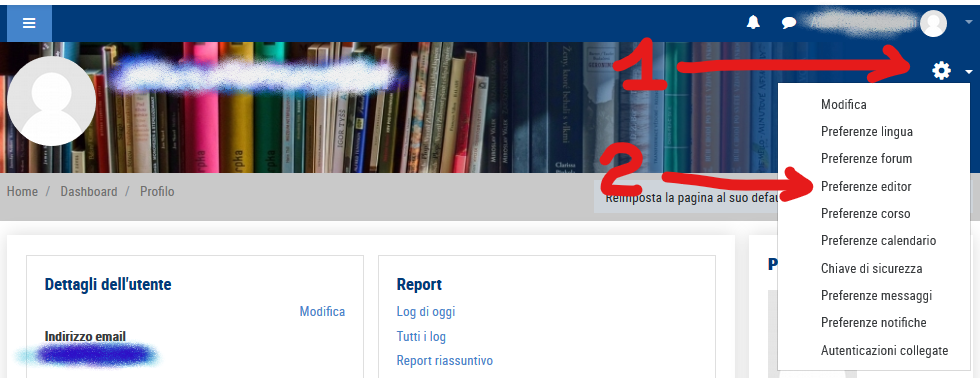 1
2
Home / Dashboard / Profilo
Reimposta la pagina al suo defau
Modifica
Preferenze lingua
Preferenze forum
Preferenze editor
Preferenze corso
Preferenze calendario
Chiave di sicurezza
Preferenze messaggi
Preferenze notifiche
Autenticazioni collegate
Dettagli dell'utente
Modifica
Indirizzo email
Report
Log di oggi
Tutti i log
Report riassuntivo
P